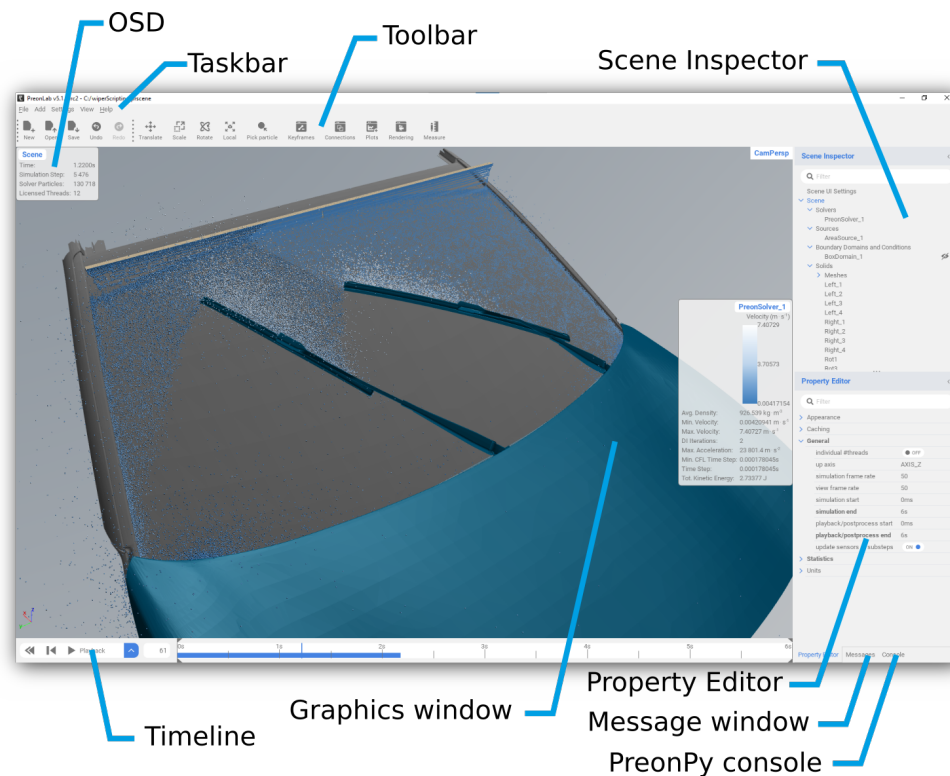 OSD
Taskbar
Toolbar
Scene Inspector
PreonLab v5.1
File Add Settings View Help
New Open Save Undo Redo Translate Scale Rotate Local Pick particle Keyframes Connections Plots Rendering Measure
Scene
Time: 1.2200s
Simulation Step: 5 476
Solver Particles: 130 718
Licensed Threads: 12
CamPersp
Scene Inspector
Filter
Scene UI Settings
Scene
Solvers
PreonSolver_1
Sources
AreaSource_1
Boundary Domains and Conditions
BoxDomain_1
Solids
Meshes
Left_1
Left_2
Left_3
Left_4
Right_1
Right_2
Right_3
Right_4
Rot1
PreonSolver_1
Velocity (m s⁻¹)
7.40729
3.70573
0.00417154
Avg. Density: 926.539 kg m⁻³
Min. Velocity: 0.00420941 m s⁻¹
Max. Velocity: 7.40727 m s⁻¹
DI Iterations: 2
Max. Acceleration: 23 801.4 m s⁻²
Min. CFL Time Step: 0.000178045s
Time Step: 0.000178045s
Tot. Kinetic Energy: 2.73377 J
Property Editor
Filter
Appearance
Caching
General
individual #threads OFF
up axis AXIS_Z
simulation frame rate 50
view frame rate 50
simulation start 0ms
simulation end 6s
playback/postprocess start 0ms
playback/postprocess end 6s
update sensors substeps ON
Statistics
Units
Playback 61 0s 1s 2s 3s 4s 5s 6s
Property Editor Messages Console
Timeline
Graphics window
Property Editor
Message window
PreonPy console